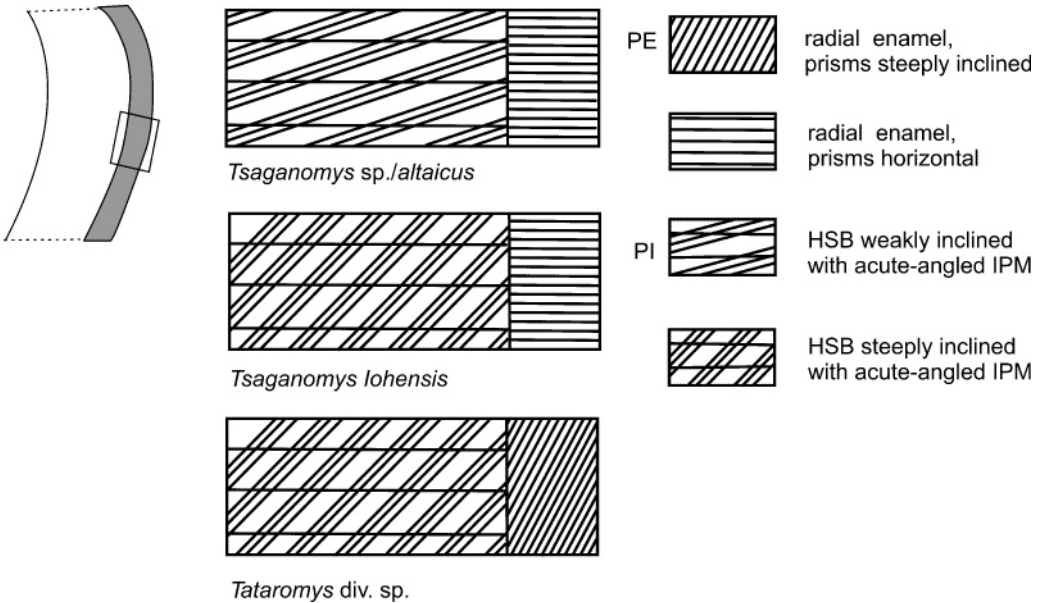 Tsaganomys sp./altaicus
Tsaganomys lohensis
Tataromys div. sp.
PE
radial enamel,
prisms steeply inclined
radial enamel,
prisms horizontal
PI
HSB weakly inclined
with acute-angled IPM
HSB steeply inclined
with acute-angled IPM